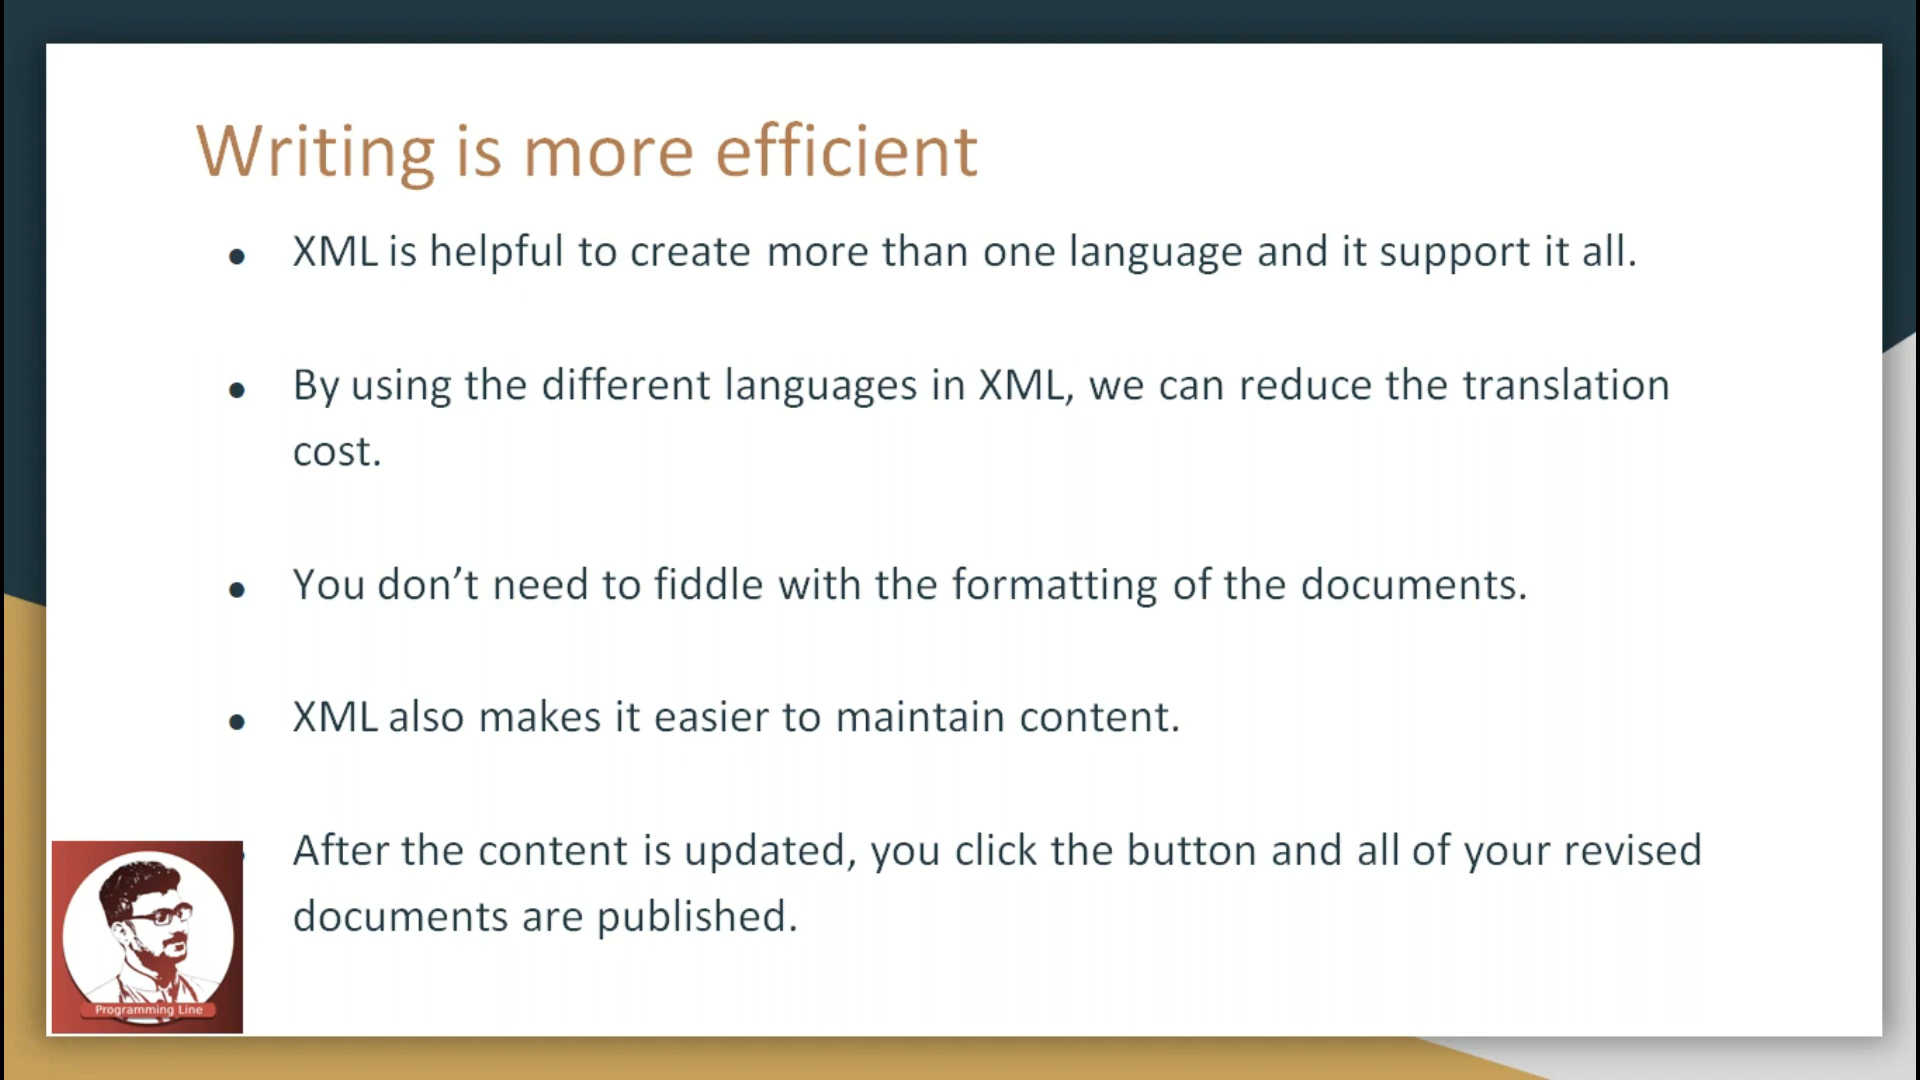 Writing is more efficient
● XML is helpful to create more than one language and it support it all.
● By using the different languages in XML, we can reduce the translation
cost.
● You don’t need to fiddle with the formatting of the documents.
● XML also makes it easier to maintain content.
After the content is updated, you click the button and all of your revised
documents are published.
Programming Line